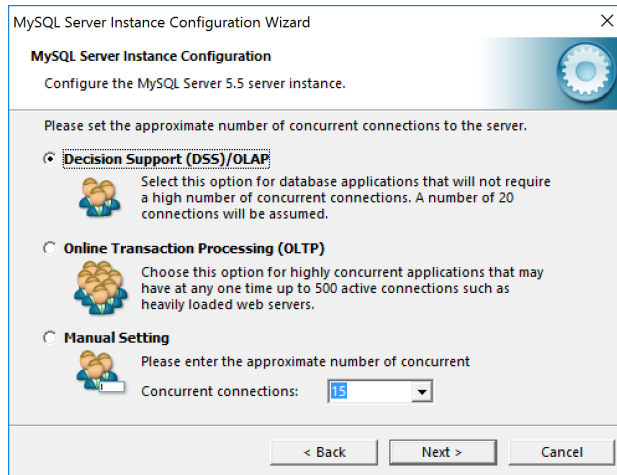 MySQL Server Instance Configuration Wizard
MySQL Server Instance Configuration
Configure the MySQL Server 5.5 server instance.
Please set the approximate number of concurrent connections to the server.
Decision Support (DSS)/OLAP
Select this option for database applications that will not require
a high number of concurrent connections. A number of 20
connections will be assumed.
Online Transaction Processing (OLTP)
Choose this option for highly concurrent applications that may
have at any one time up to 500 active connections such as
heavily loaded web servers.
Manual Setting
Please enter the approximate number of concurrent
Concurrent connections: 15
< Back Next > Cancel